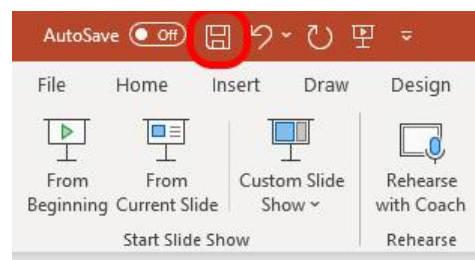 AutoSave Off
File Home Insert Draw Design
From Beginning
From Current Slide
Custom Slide Show
Rehearse with Coach
Start Slide Show
Rehearse